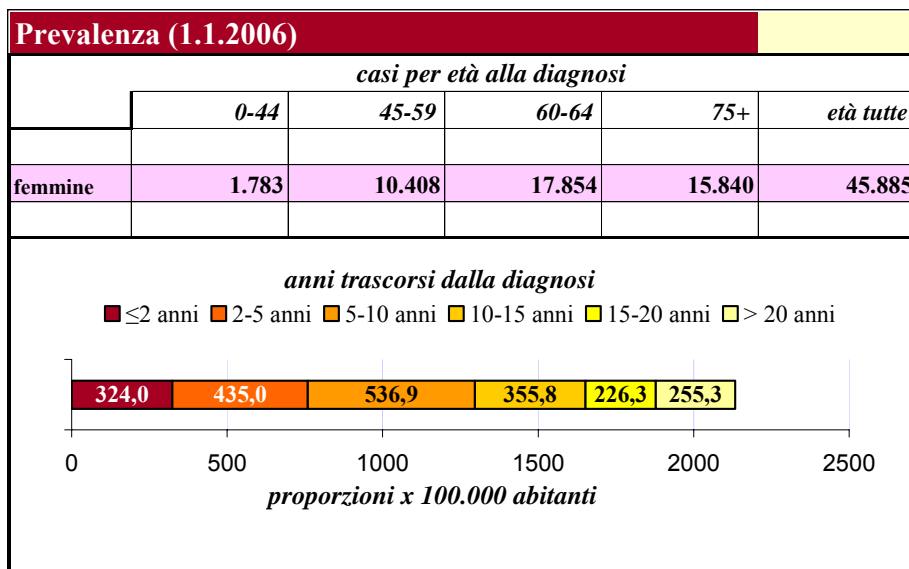 Prevalenza (1.1.2006)
casi per età alla diagnosi
0-44 45-59 60-64 75+ età tutte
femmine 1.783 10.408 17.854 15.840 45.885
anni trascorsi dalla diagnosi
≤2 anni 2-5 anni 5-10 anni 10-15 anni 15-20 anni > 20 anni
324,0 435,0 536,9 355,8 226,3 255,3
0 500 1000 1500 2000 2500
proporzioni x 100.000 abitanti